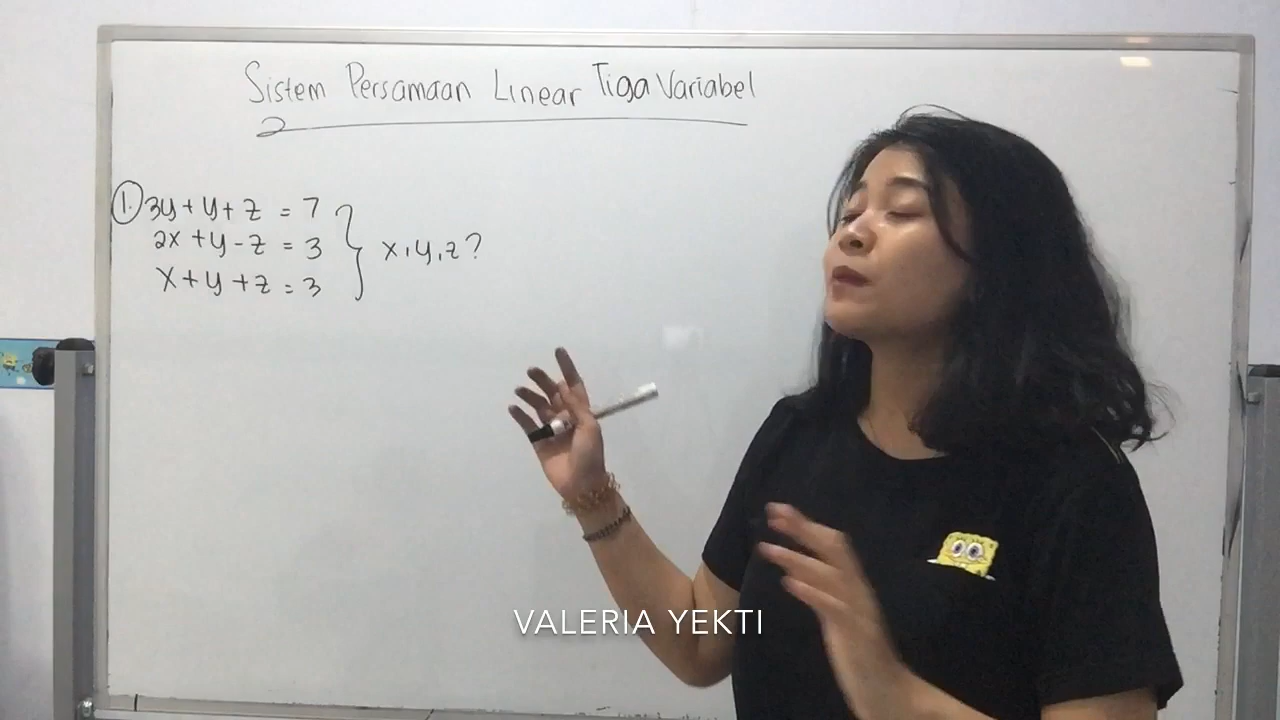 Sistem Persamaan Linear Tiga Variabel
1. 3y + y + z = 7
2x + y - z = 3
x + y + z = 3
x, y, z ?
VALERIA YEKTI